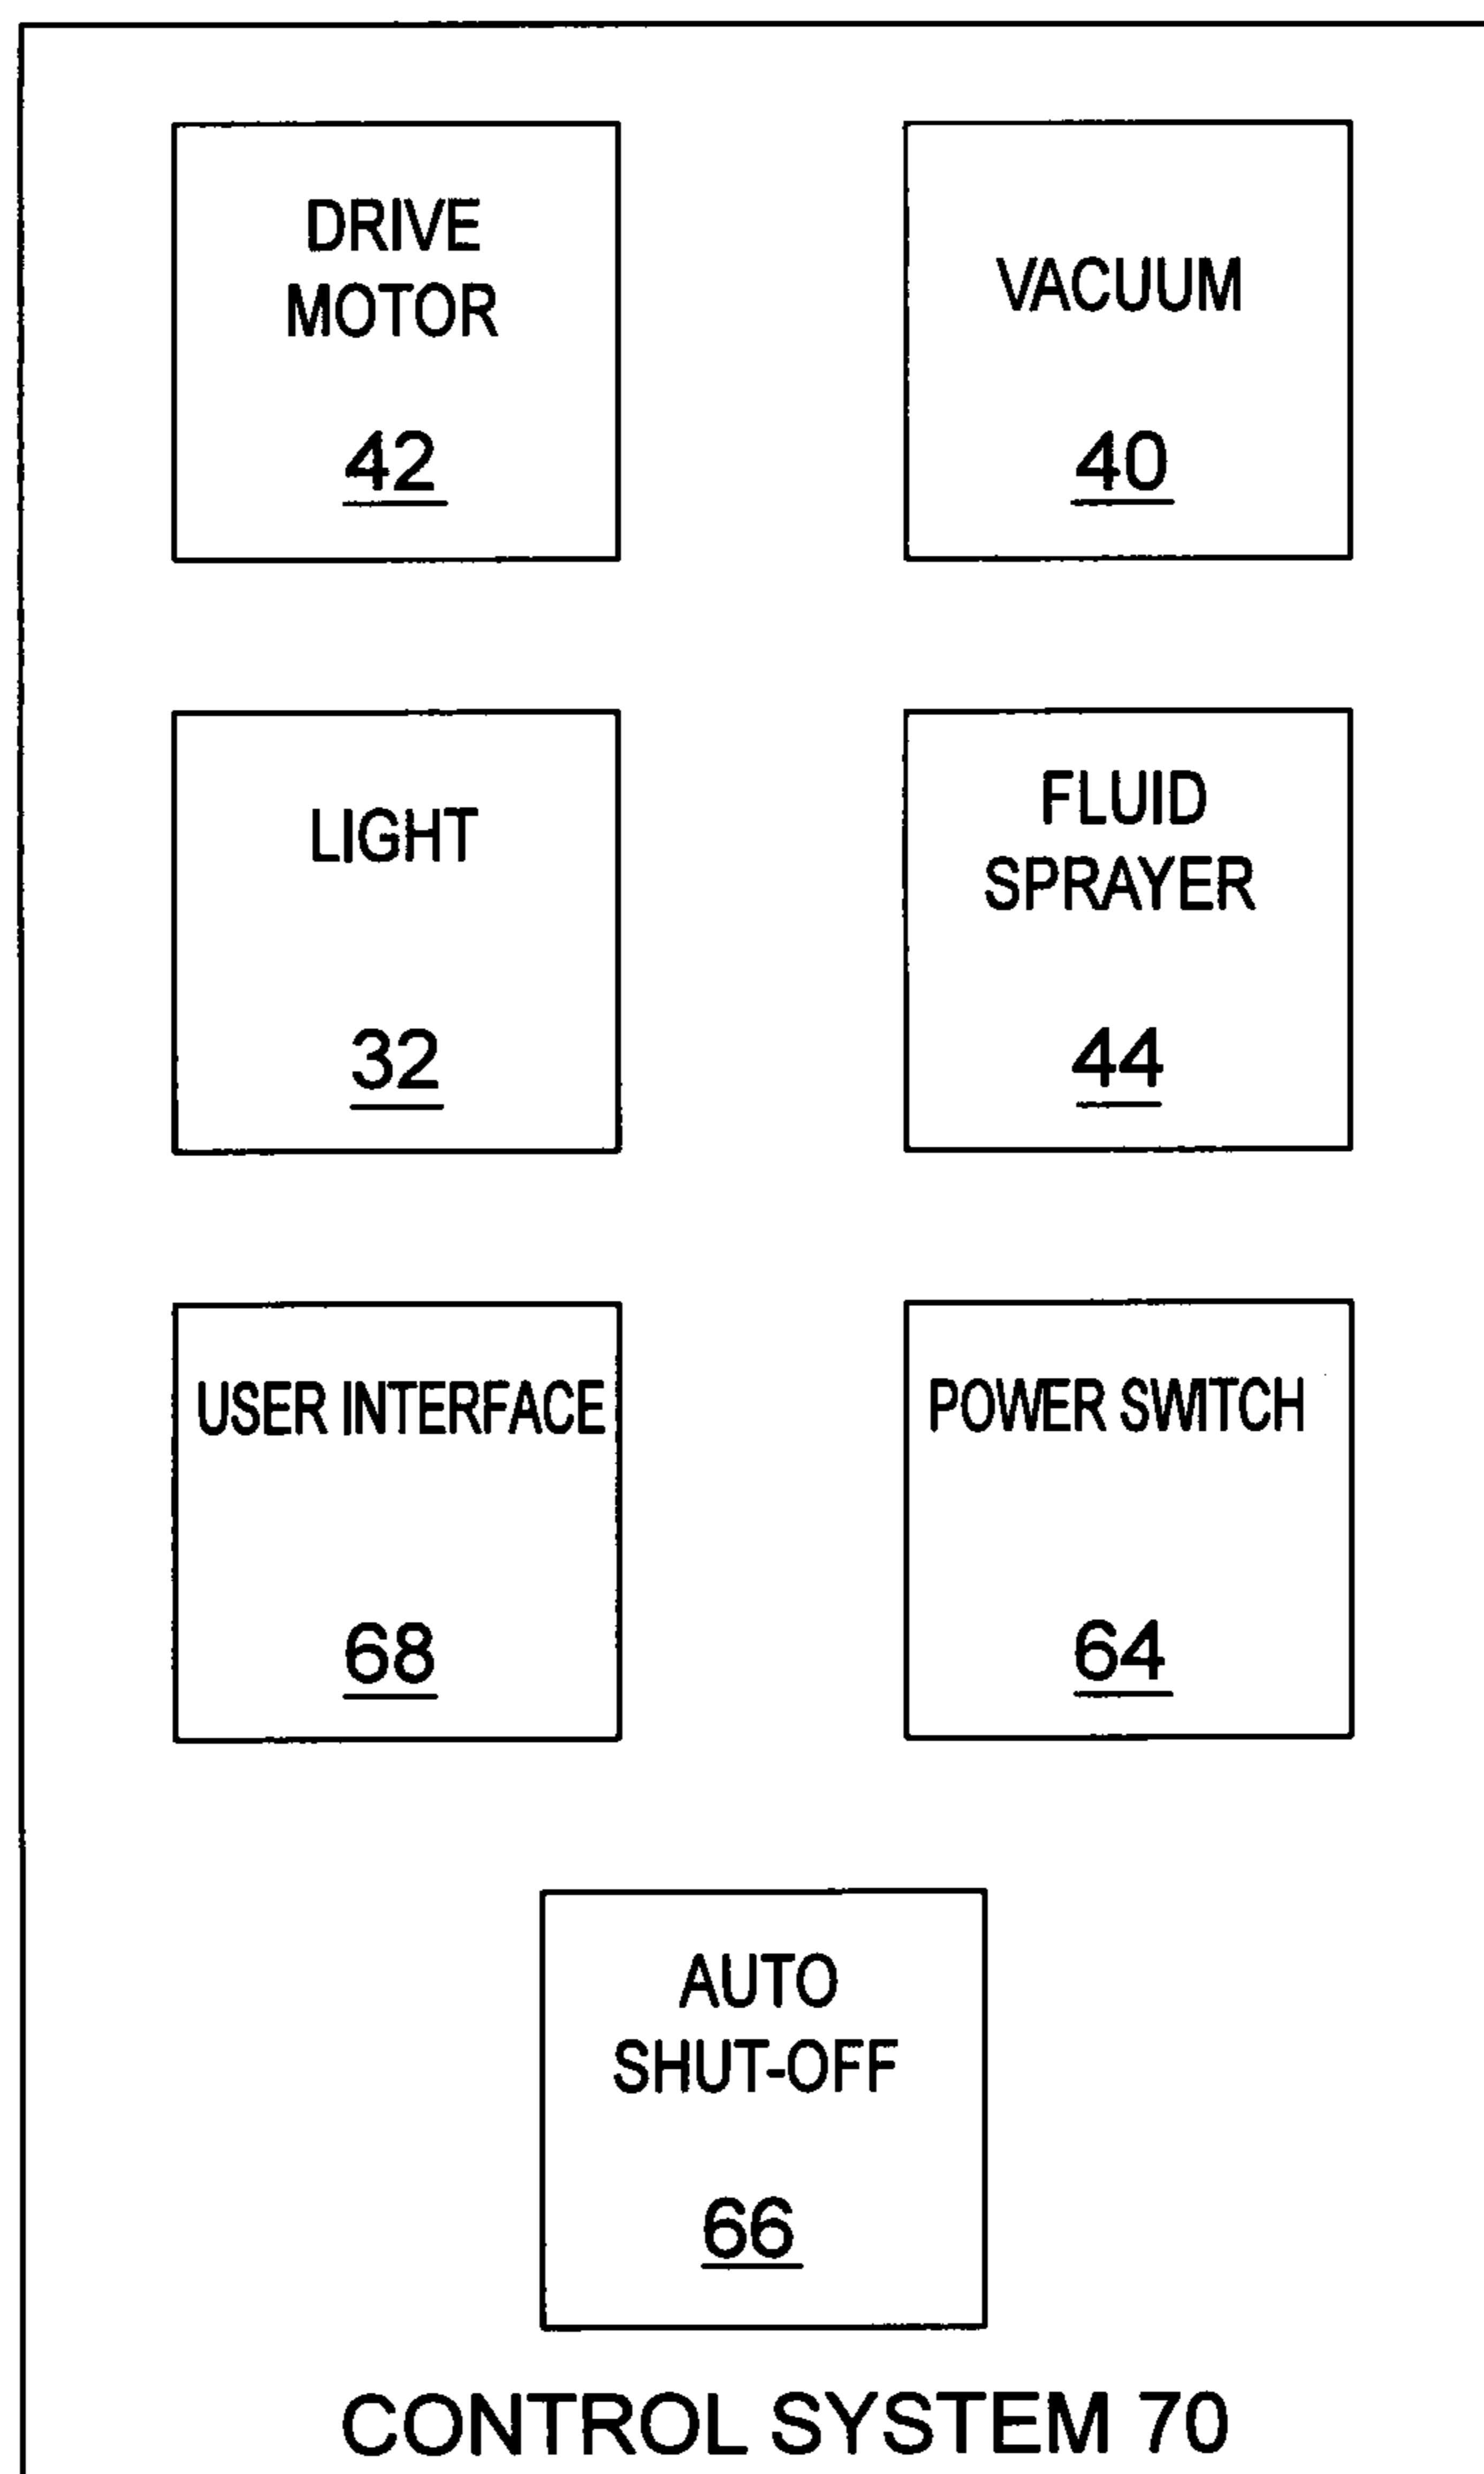 DRIVE
MOTOR
42
VACUUM
40
LIGHT
32
FLUID
SPRAYER
44
USER INTERFACE
68
POWER SWITCH
64
AUTO
SHUT-OFF
66
CONTROL SYSTEM 70